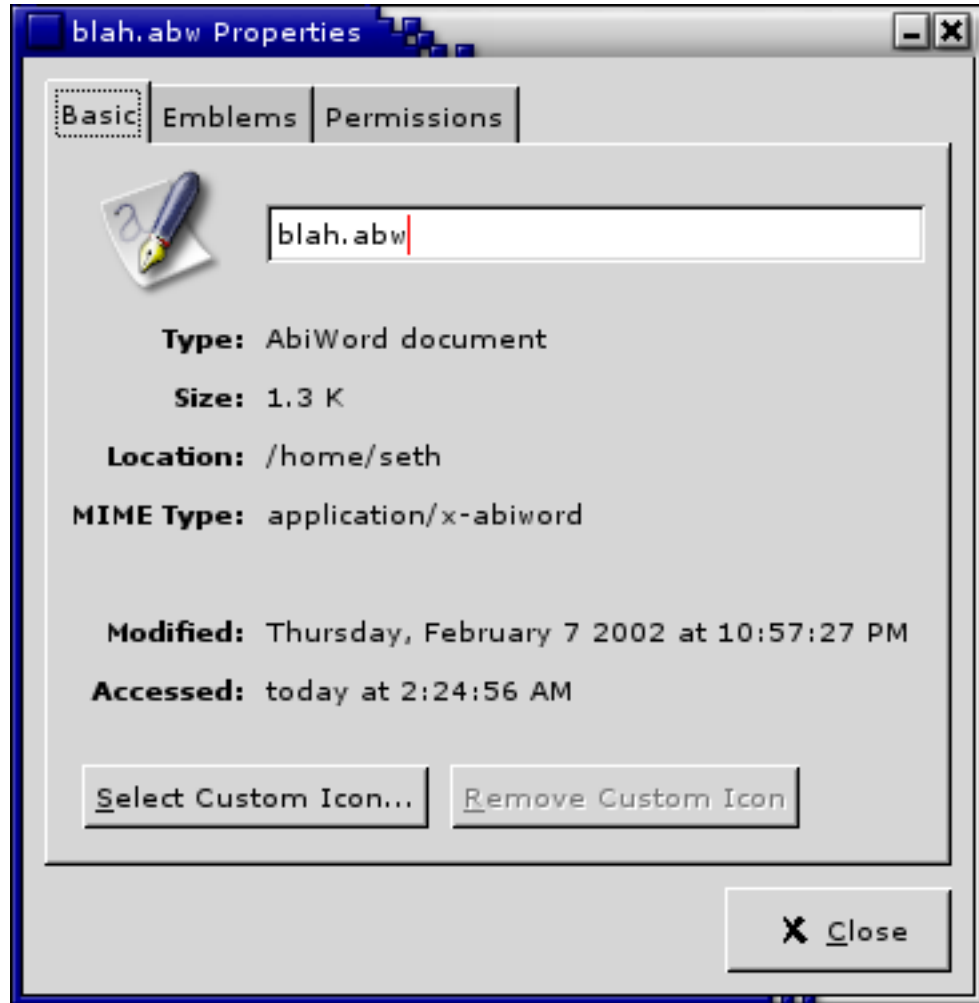 blah.abw Properties
Basic Emblems Permissions
blah.abw
Type: AbiWord document
Size: 1.3 K
Location: /home/seth
MIME Type: application/x-abiword
Modified: Thursday, February 7 2002 at 10:57:27 PM
Accessed: today at 2:24:56 AM
Select Custom Icon... Remove Custom Icon
Close